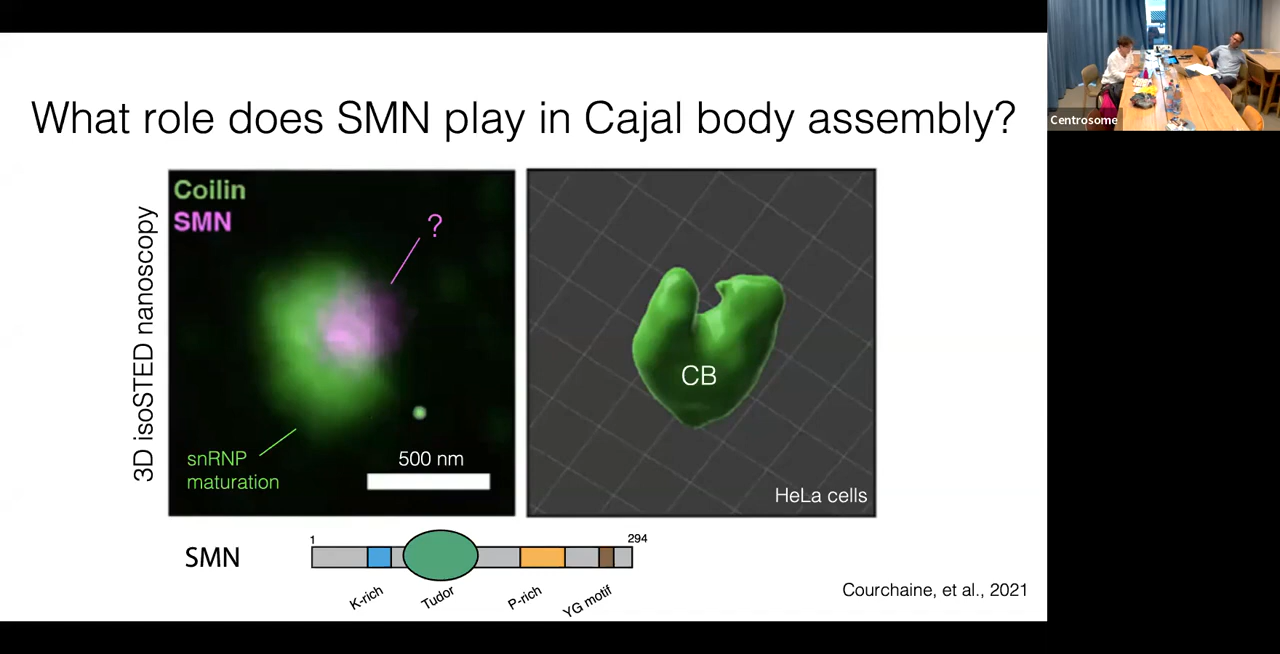 What role does SMN play in Cajal body assembly?
Coilin
SMN
?
3D isoSTED nanoscopy
snRNP
maturation
500 nm
CB
HeLa cells
SMN
1
294
K-rich
Tudor
P-rich
YG motif
Courchaine, et al., 2021
Centrosome